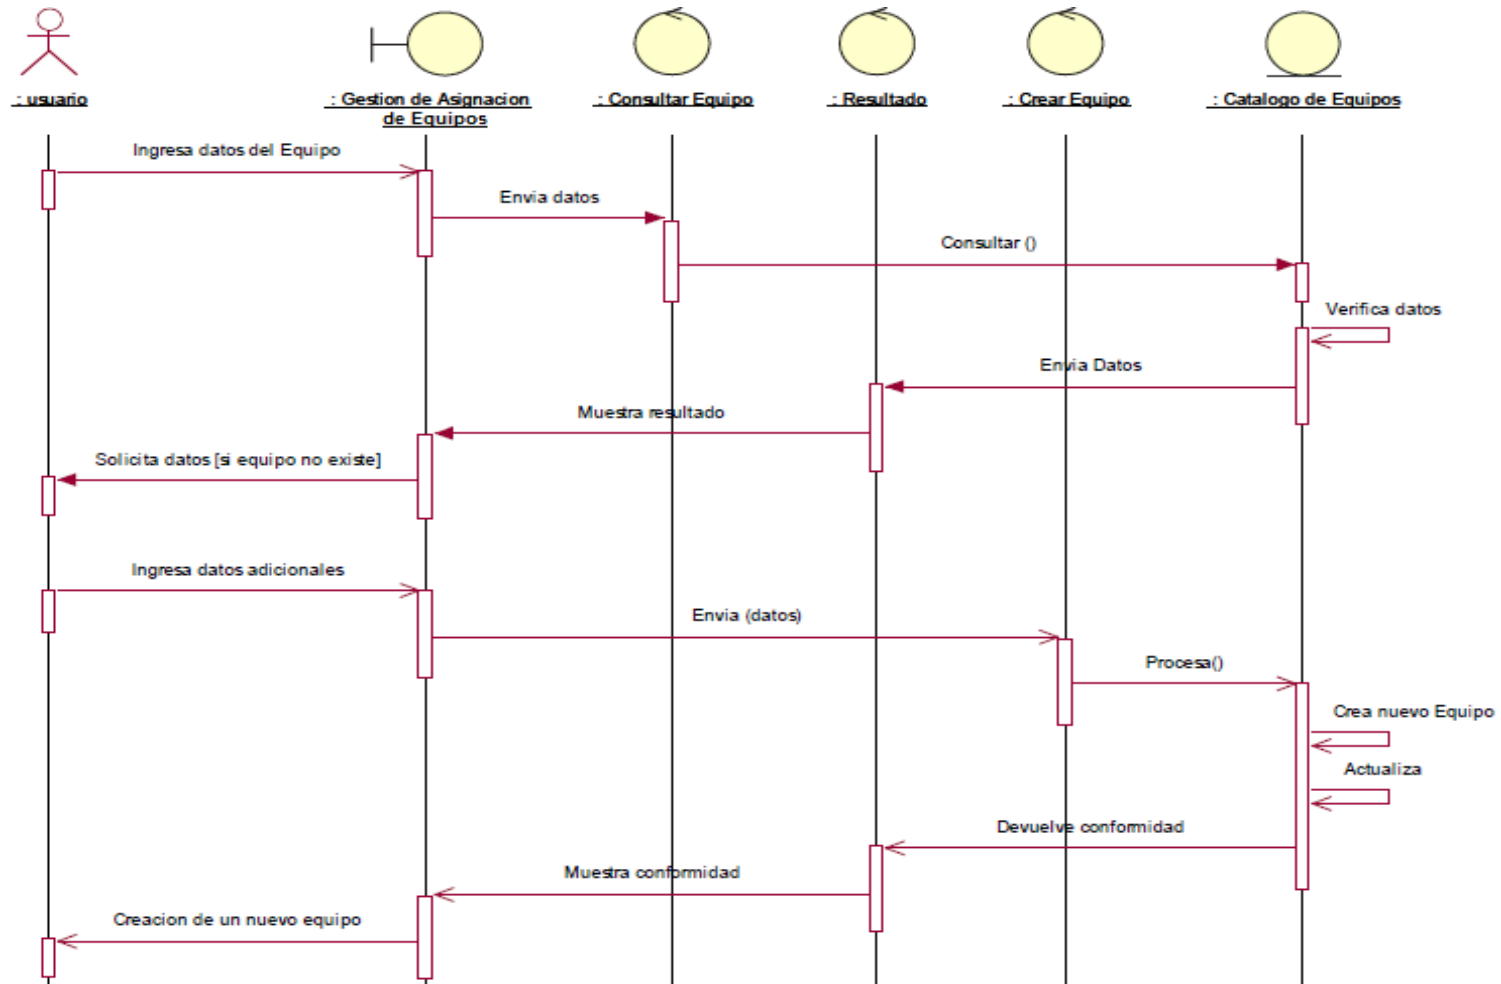 : usuario
: Gestion de Asignacion
de Equipos
: Consultar Equipo
: Resultado
: Crear Equipo
: Catalogo de Equipos
Ingresa datos del Equipo
Envia datos
Consultar ()
Verifica datos
Envia Datos
Muestra resultado
Solicita datos [si equipo no existe]
Ingresa datos adicionales
Envia (datos)
Procesa()
Crea nuevo Equipo
Actualiza
Devuelve conformidad
Muestra conformidad
Creacion de un nuevo equipo